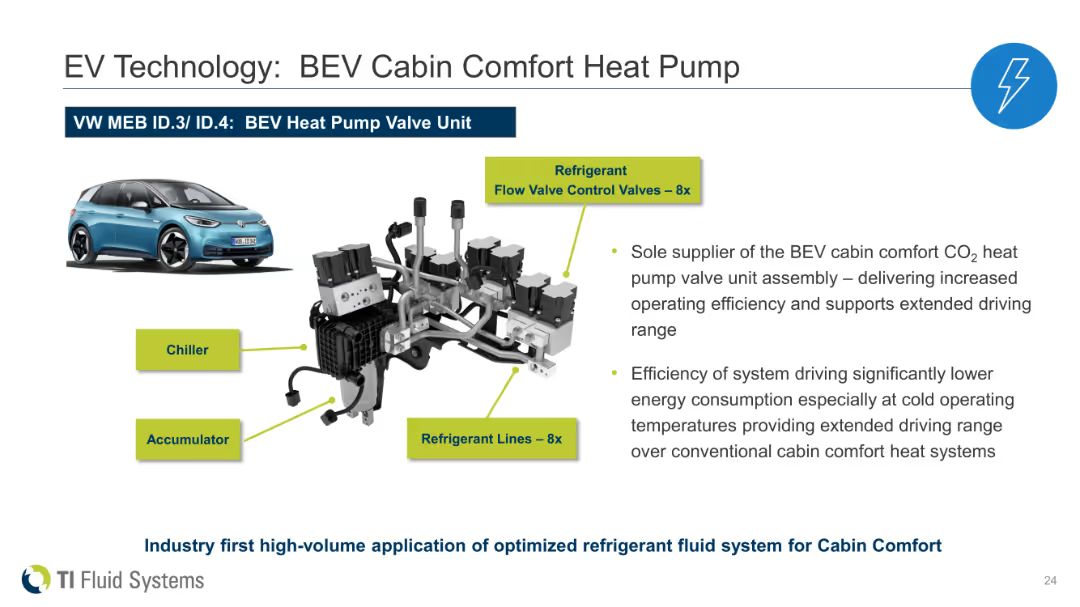 EV Technology:  BEV Cabin Comfort Heat Pump
VW MEB ID.3/ ID.4:  BEV Heat Pump Valve Unit
Refrigerant
Flow Valve Control Valves – 8x
Chiller
Accumulator
Refrigerant Lines – 8x
• Sole supplier of the BEV cabin comfort CO₂ heat
pump valve unit assembly – delivering increased
operating efficiency and supports extended driving
range
• Efficiency of system driving significantly lower
energy consumption especially at cold operating
temperatures providing extended driving range
over conventional cabin comfort heat systems
Industry first high-volume application of optimized refrigerant fluid system for Cabin Comfort
TI Fluid Systems
24